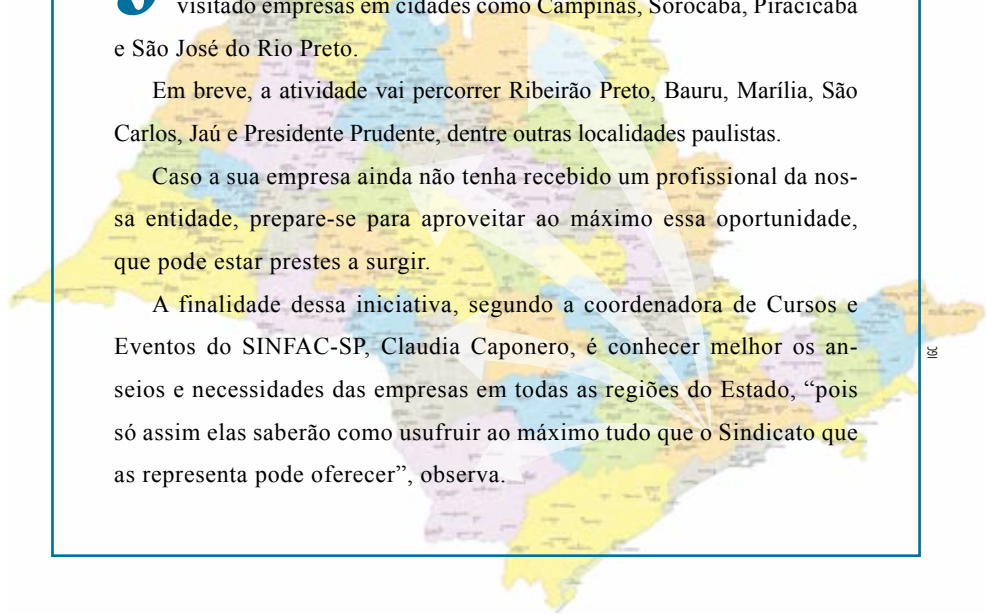 visitado empresas em cidades como Campinas, Sorocaba, Piracicaba
e São José do Rio Preto.
Em breve, a atividade vai percorrer Ribeirão Preto, Bauru, Marília, São
Carlos, Jaú e Presidente Prudente, dentre outras localidades paulistas.
Caso a sua empresa ainda não tenha recebido um profissional da nos-
sa entidade, prepare-se para aproveitar ao máximo essa oportunidade,
que pode estar prestes a surgir.
A finalidade dessa iniciativa, segundo a coordenadora de Cursos e
Eventos do SINFAC-SP, Claudia Caponero, é conhecer melhor os an-
seios e necessidades das empresas em todas as regiões do Estado, “pois
só assim elas saberão como usufruir ao máximo tudo que o Sindicato que
as representa pode oferecer”, observa.
IGC